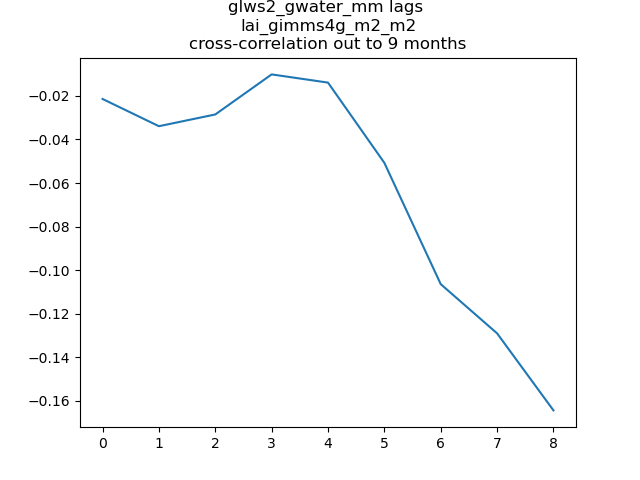 glws2_gwater_mm lags
lai_gimms4g_m2_m2
cross-correlation out to 9 months
−0.02
−0.04
−0.06
−0.08
−0.10
−0.12
−0.14
−0.16
0 1 2 3 4 5 6 7 8